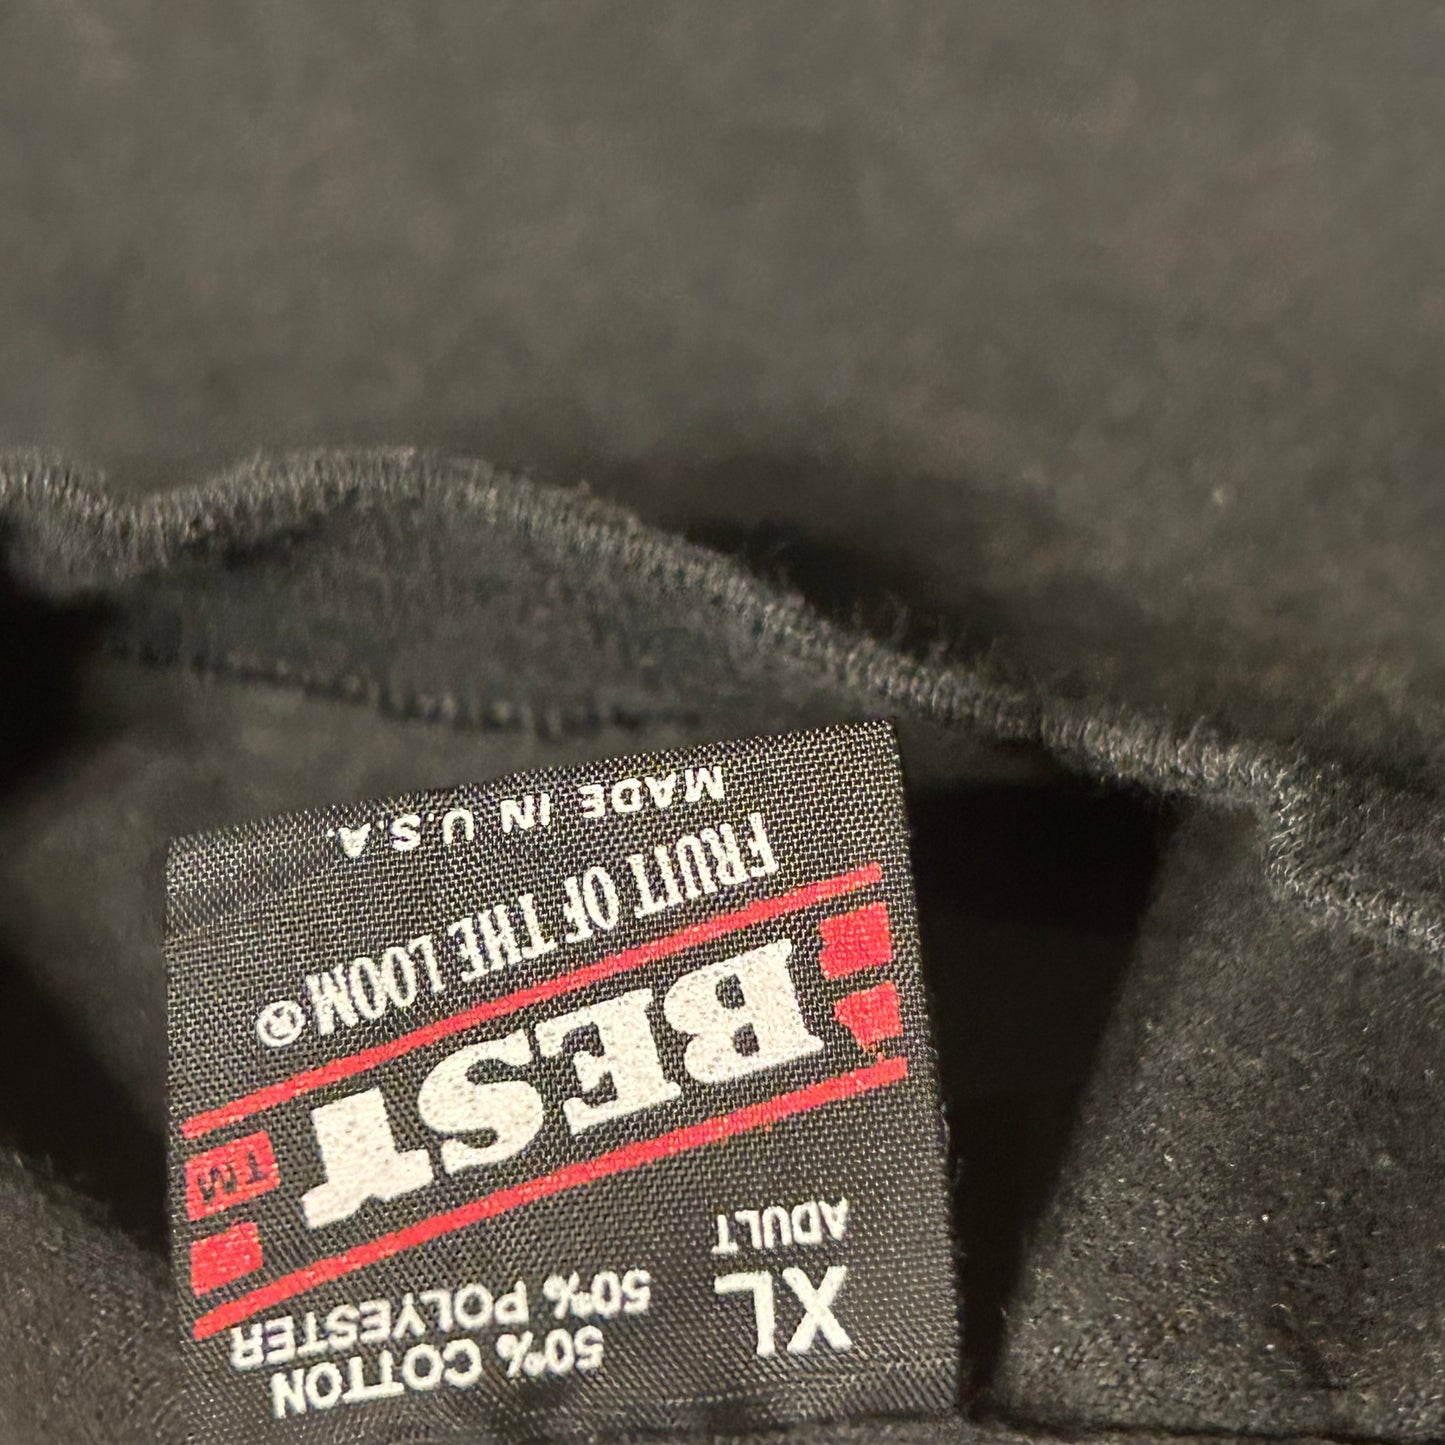 50% COTTON
50% POLYESTER
XL
ADULT
BEST
TM
FRUIT OF THE LOOM ®
MADE IN U.S.A.